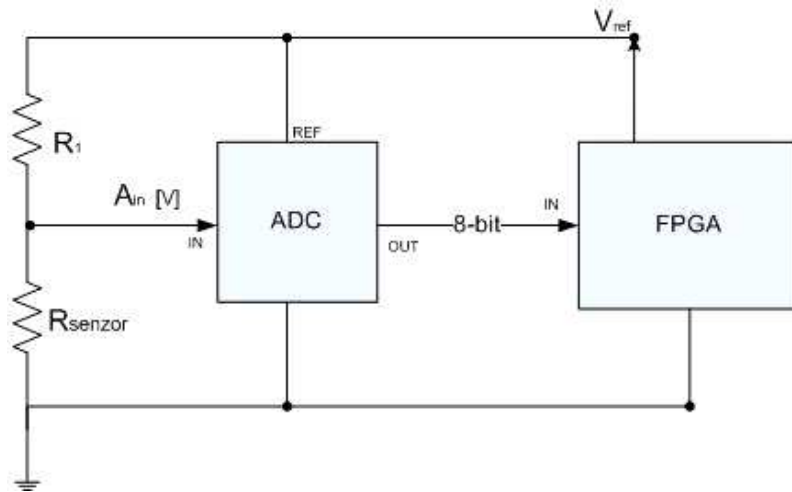 Vref
REF
R1
Ain [V]
IN
ADC
OUT
8-bit
IN
FPGA
Rsenzor